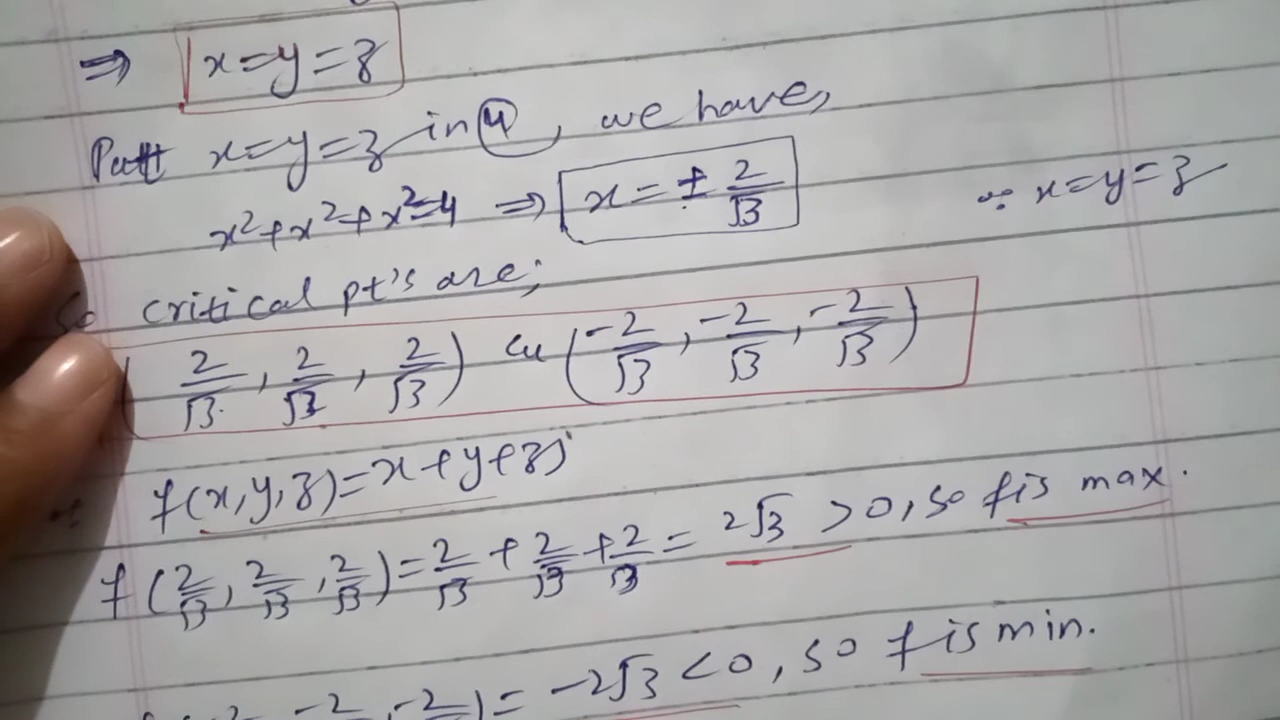 ⇒ x=y=z
Put x=y=z in ④, we have,
x²+x²+x²=4 ⇒ x = ± 2/√3 ∵ x=y=z
So critical pt's are;
(2/√3, 2/√3, 2/√3) & (-2/√3, -2/√3, -2/√3)
f(x,y,z)=x+y+z
f(2/√3, 2/√3, 2/√3)=2/√3+2/√3+2/√3=2√3 >0, so f is max.
= -2√3 <0, so f is min.